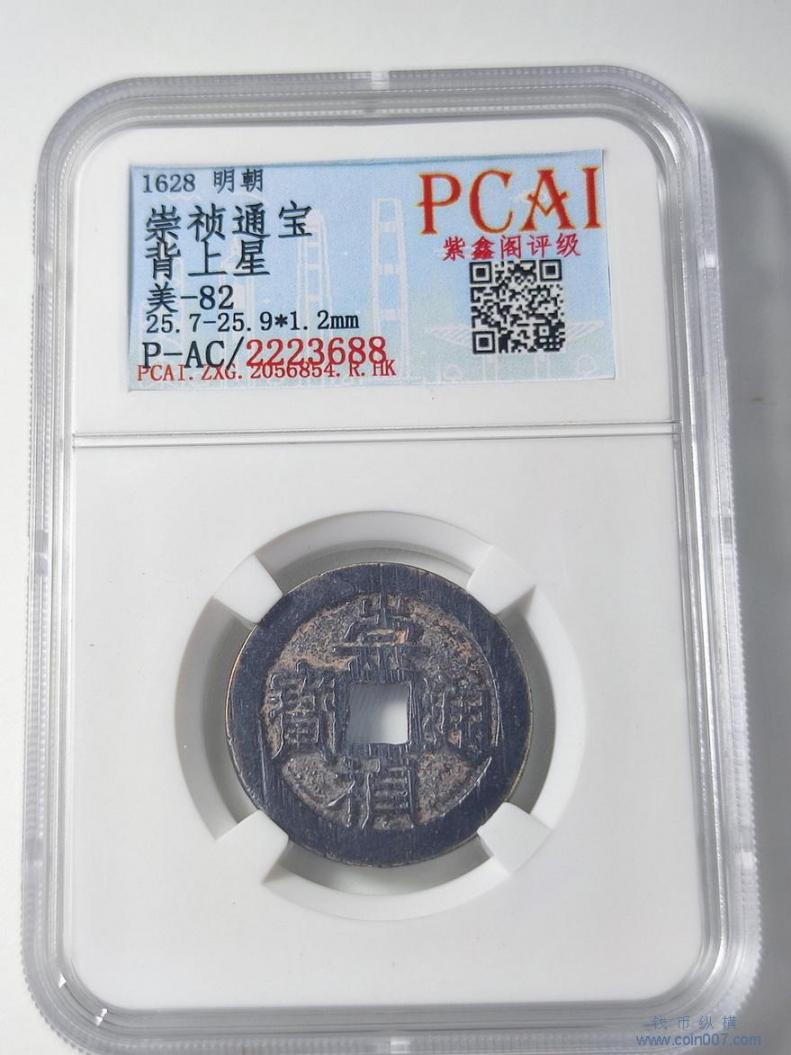 1628 明朝
崇祯通宝
背上星
美-82
25.7-25.9*1.2mm
P-AC/2223688
PCAI.ZXG.2056854.R.HK
PCAI
紫鑫阁评级
崇禎通寶
钱币纵横
www.coin007.com